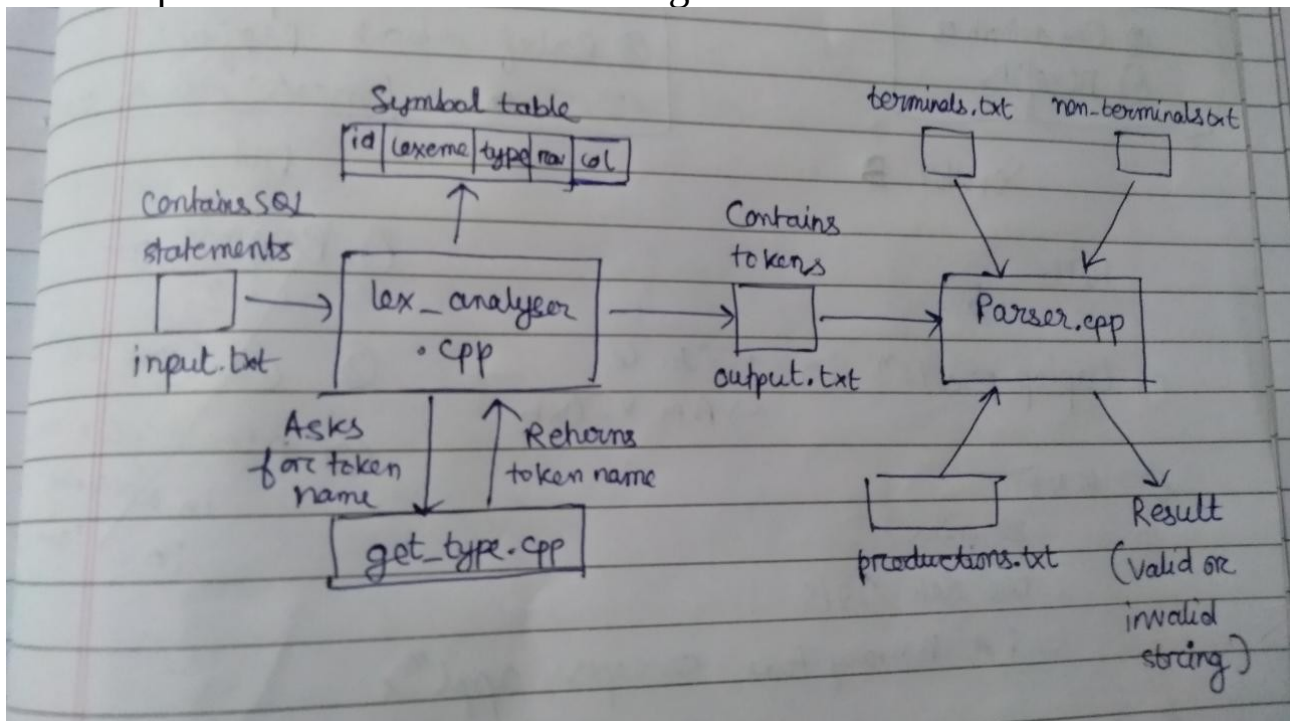 Symbol table
id lexeme type row col
terminals.txt
non_terminals.txt
Contains SQL
statements
input.txt
lex_analyser
.cpp
Contains
tokens
output.txt
Parser.cpp
Asks
for token
name
Returns
token name
get_type.cpp
productions.txt
Result
(Valid or
invalid
string)